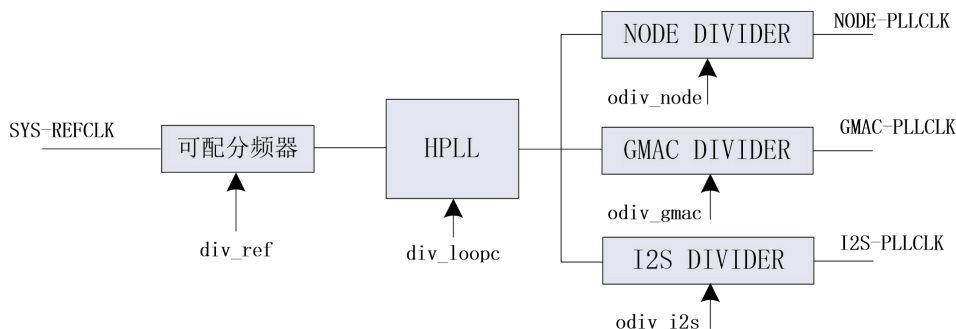 NODE DIVIDER
NODE-PLLCLK
odiv_node
SYS-REFCLK
可配分频器
HPLL
GMAC DIVIDER
GMAC-PLLCLK
div_ref
div_loopc
odiv_gmac
I2S DIVIDER
I2S-PLLCLK
odiv_i2s